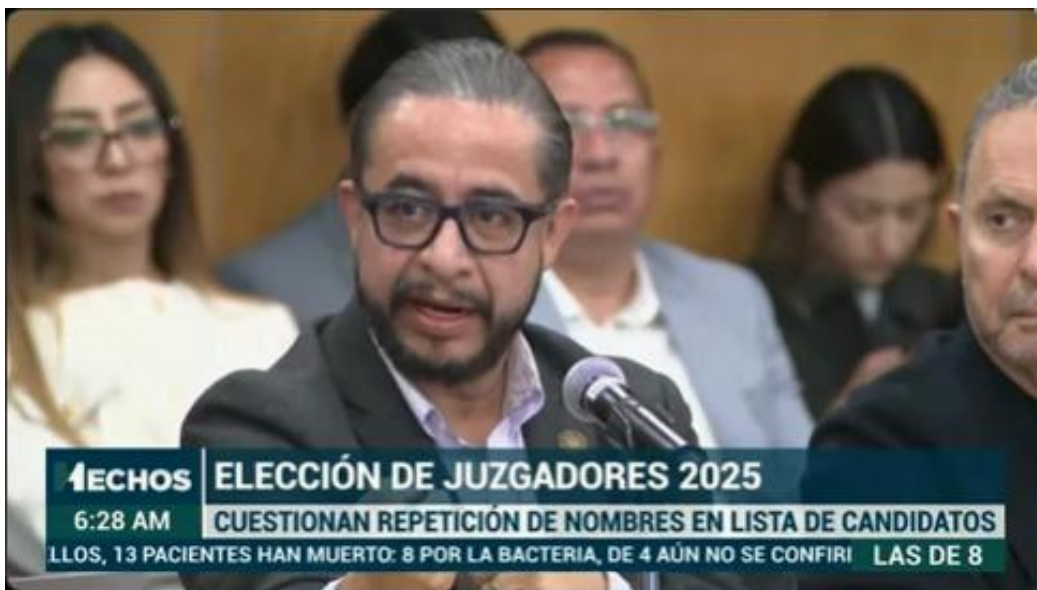 HECHOS
ELECCIÓN DE JUZGADORES 2025
6:28 AM
CUESTIONAN REPETICIÓN DE NOMBRES EN LISTA DE CANDIDATOS
LLOS, 13 PACIENTES HAN MUERTO: 8 POR LA BACTERIA, DE 4 AÚN NO SE CONFIRI
LAS DE 8